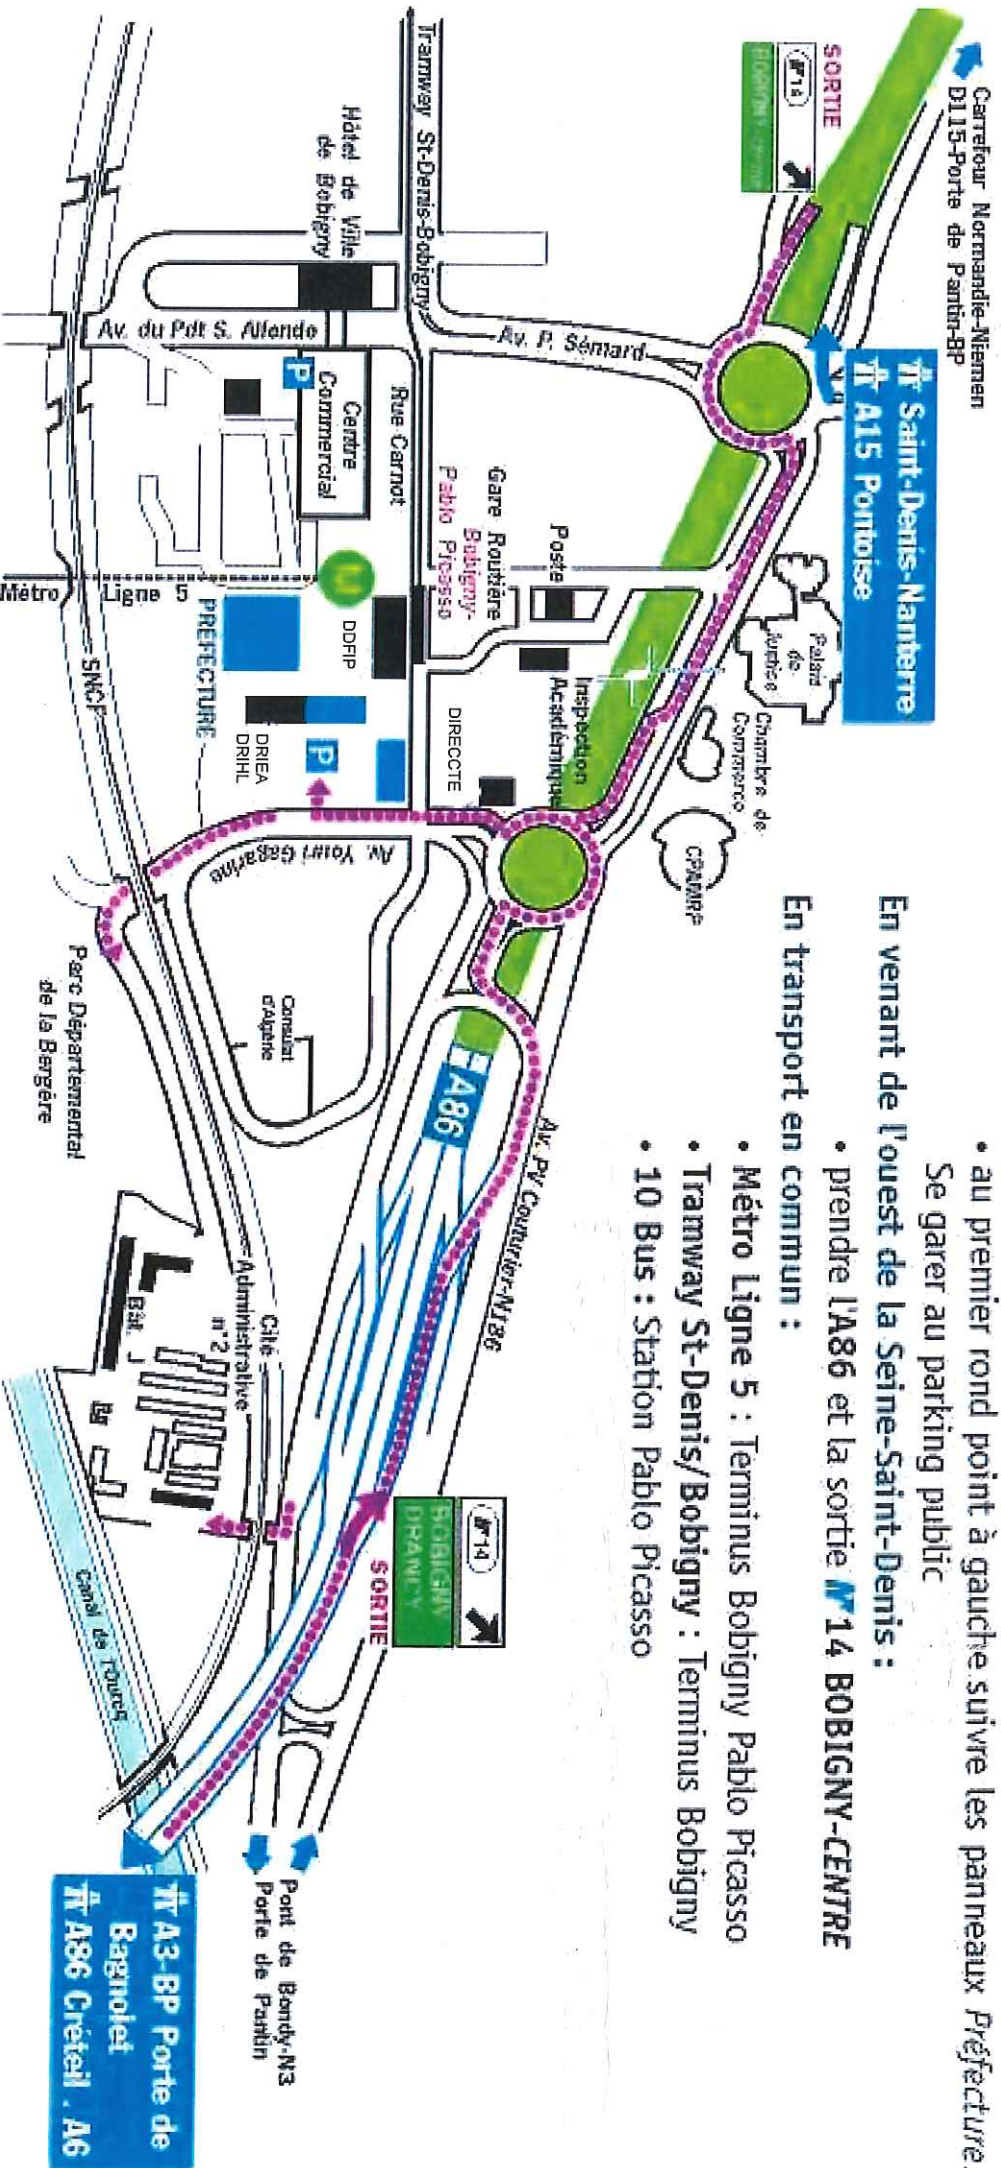 • au premier rond point à gauche suivre les panneaux Préfecture.
Se garer au parking public
En venant de l'ouest de la Seine-Saint-Denis :
• prendre l'A86 et la sortie N°14 BOBIGNY-CENTRE
En transport en commun :
• Métro Ligne 5 : Terminus Bobigny Pablo Picasso
• Tramway St-Denis/Bobigny : Terminus Bobigny
• 10 Bus : Station Pablo Picasso
Carrefour Normandie-Niemen
D115-Porte de Pantin-BP
SORTIE
N°14
BOBIGNY-centre
Saint-Denis-Nanterre
A15 Pontoise
Tramway St-Denis-Bobigny
Hôtel de Ville
de Bobigny
Av. du Pdt S. Allende
Av. P. Sémard
Rue Carnot
Centre
Commercial
P
Gare Routière
Bobigny-
Pablo Picasso
Poste
Palais
de
Justice
Chambre de
Commerce
CPAMRP
Inspection
Académique
DIRECCTE
M
DDFIP
PRÉFECTURE
DRIEA
DRIHL
P
Métro Ligne 5
SNCF
Av. Youri Gagarine
Parc Départemental
de la Bergère
Consulat
d'Algérie
A86
Av. PV Couturier-N186
N°14
BOBIGNY
DRANCY
SORTIE
Cité
Administrative
n°2
Bât.
Canal de l'Ourcq
Pont de Bondy-N3
Porte de Pantin
A3-BP Porte de
Bagnolet
A86 Créteil . A6